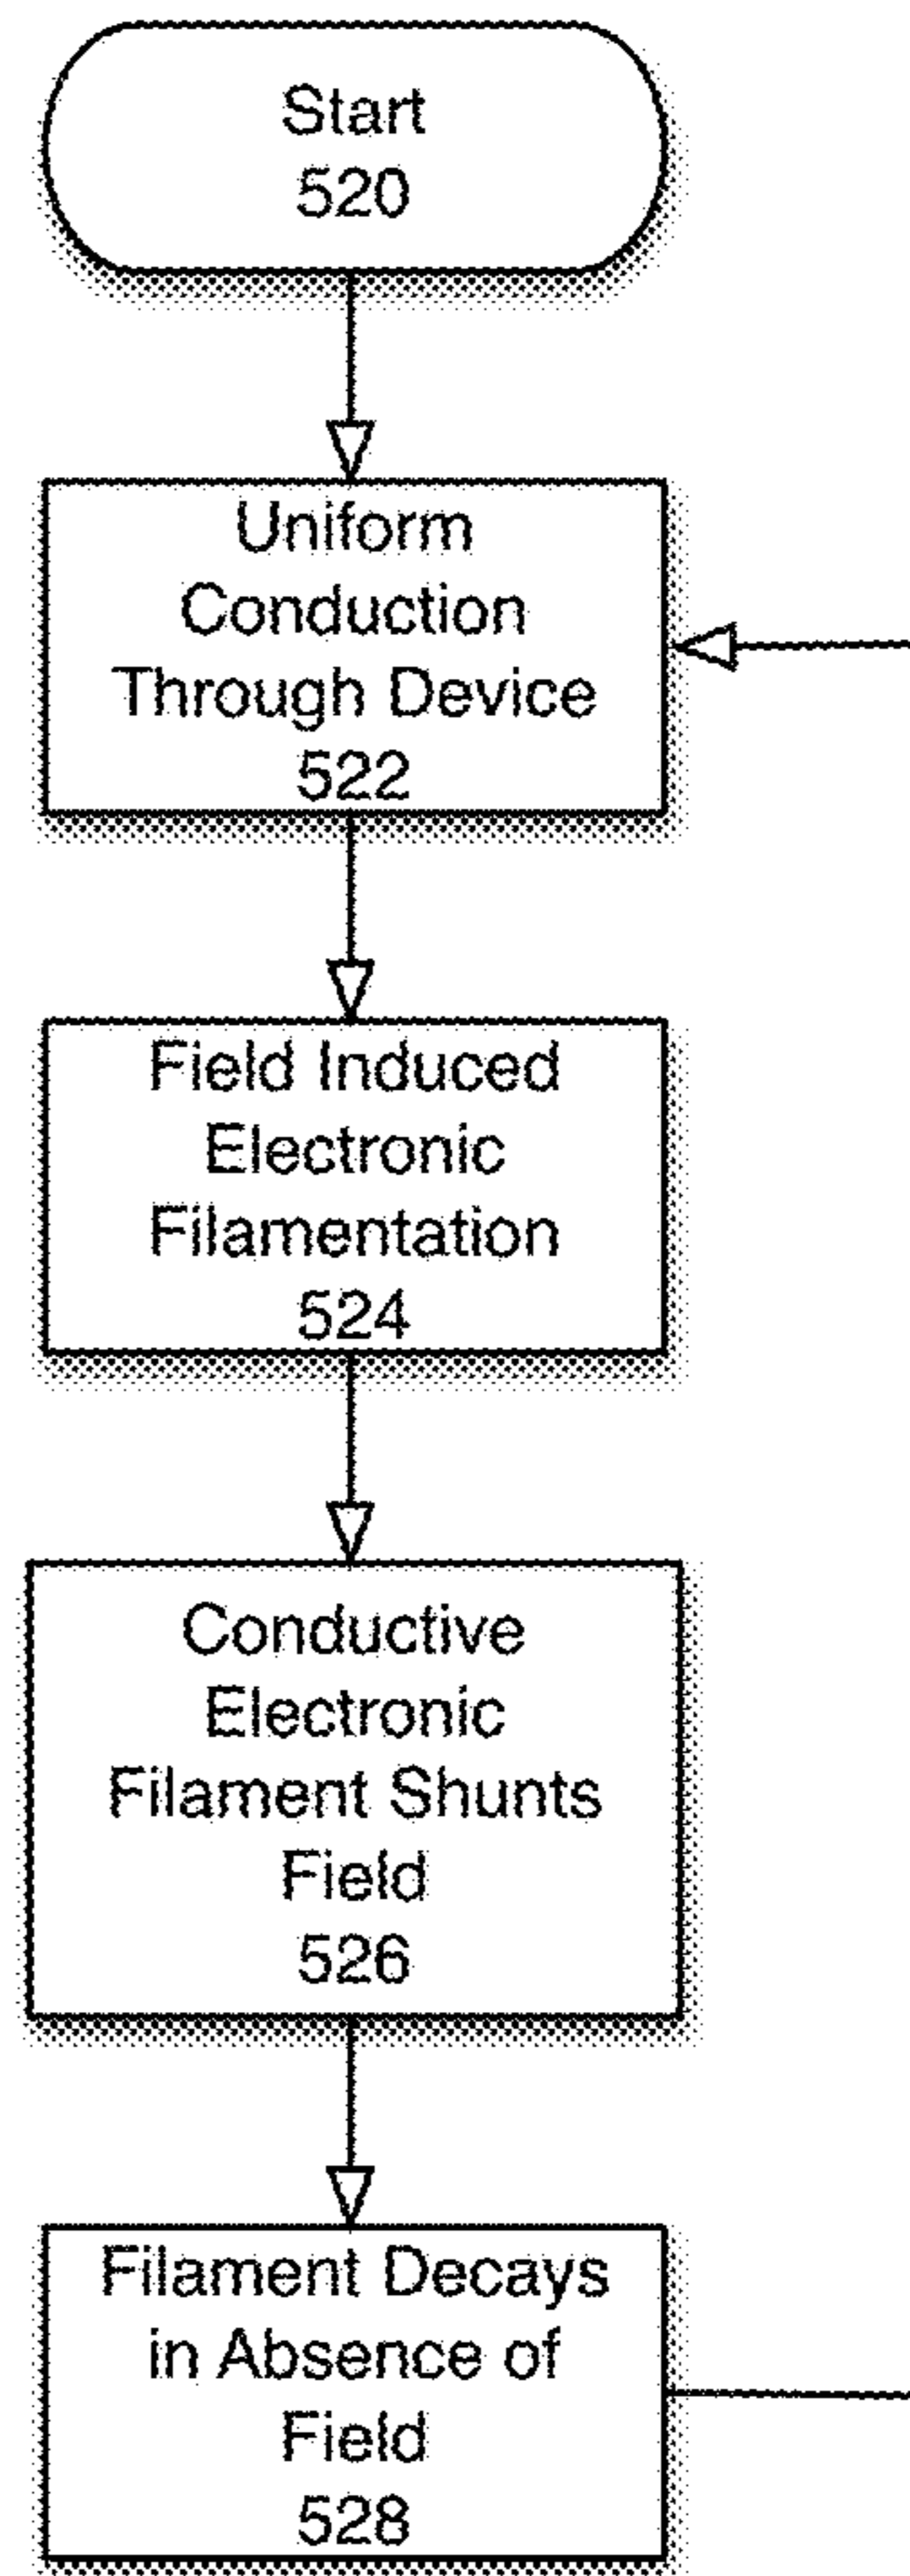 Start
520
Uniform
Conduction
Through Device
522
Field Induced
Electronic
Filamentation
524
Conductive
Electronic
Filament Shunts
Field
526
Filament Decays
in Absence of
Field
528